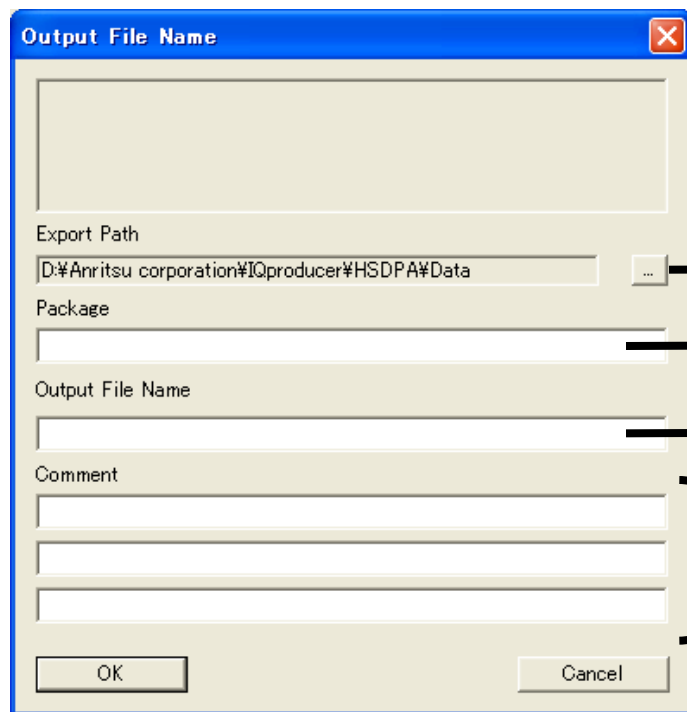 Output File Name
Export Path
D:¥Anritsu corporation¥IQproducer¥HSDPA¥Data
...
Package
Output File Name
Comment
OK
Cancel